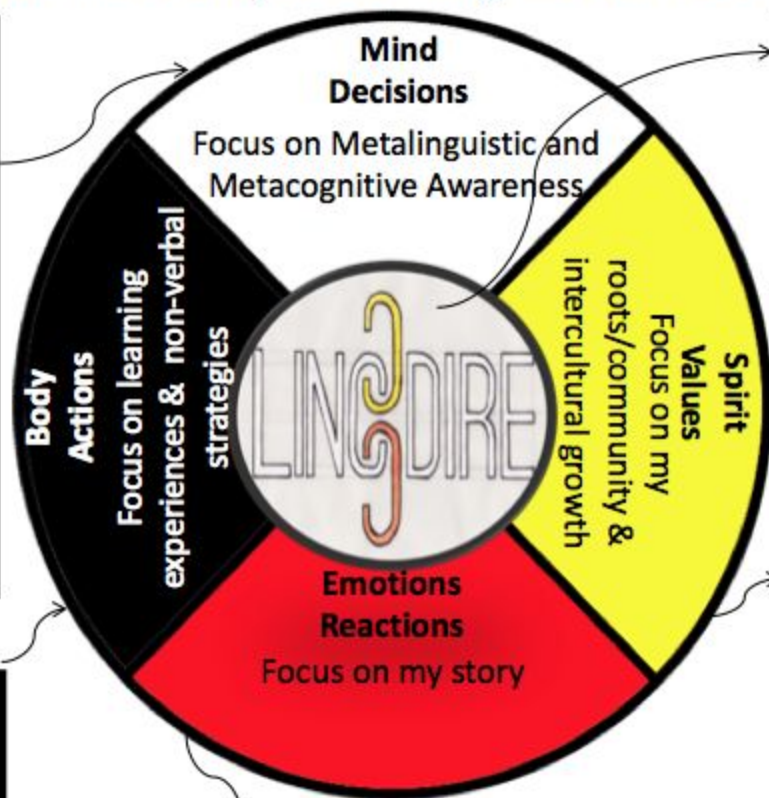 Mind
Decisions
Focus on Metalinguistic and
Metacognitive Awareness
Spirit
Values
Focus on my
roots/community &
intercultural growth
Emotions
Reactions
Focus on my story
Body
Actions
Focus on learning
experiences & non-verbal
strategies
LINCDIRE